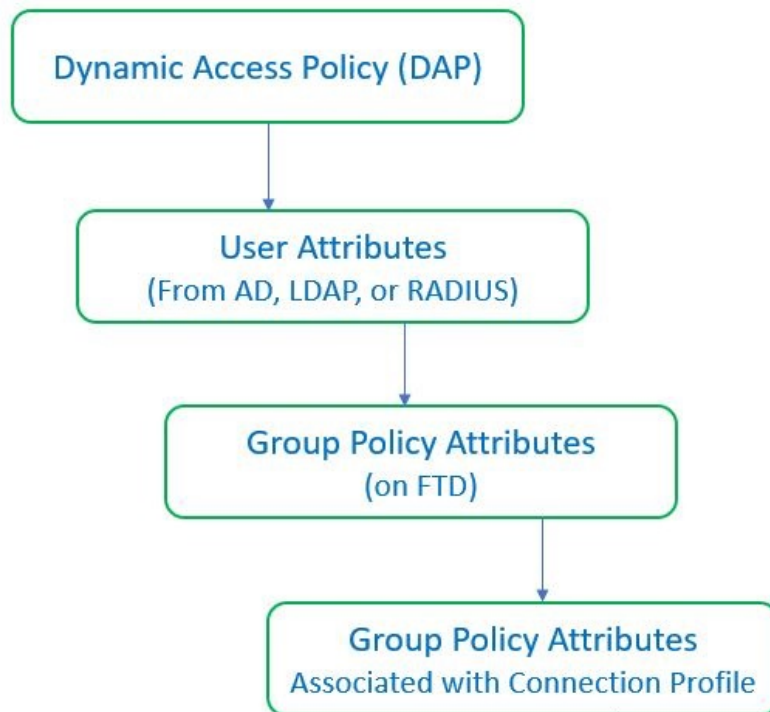 Dynamic Access Policy (DAP)
User Attributes
(From AD, LDAP, or RADIUS)
Group Policy Attributes
(on FTD)
Group Policy Attributes
Associated with Connection Profile